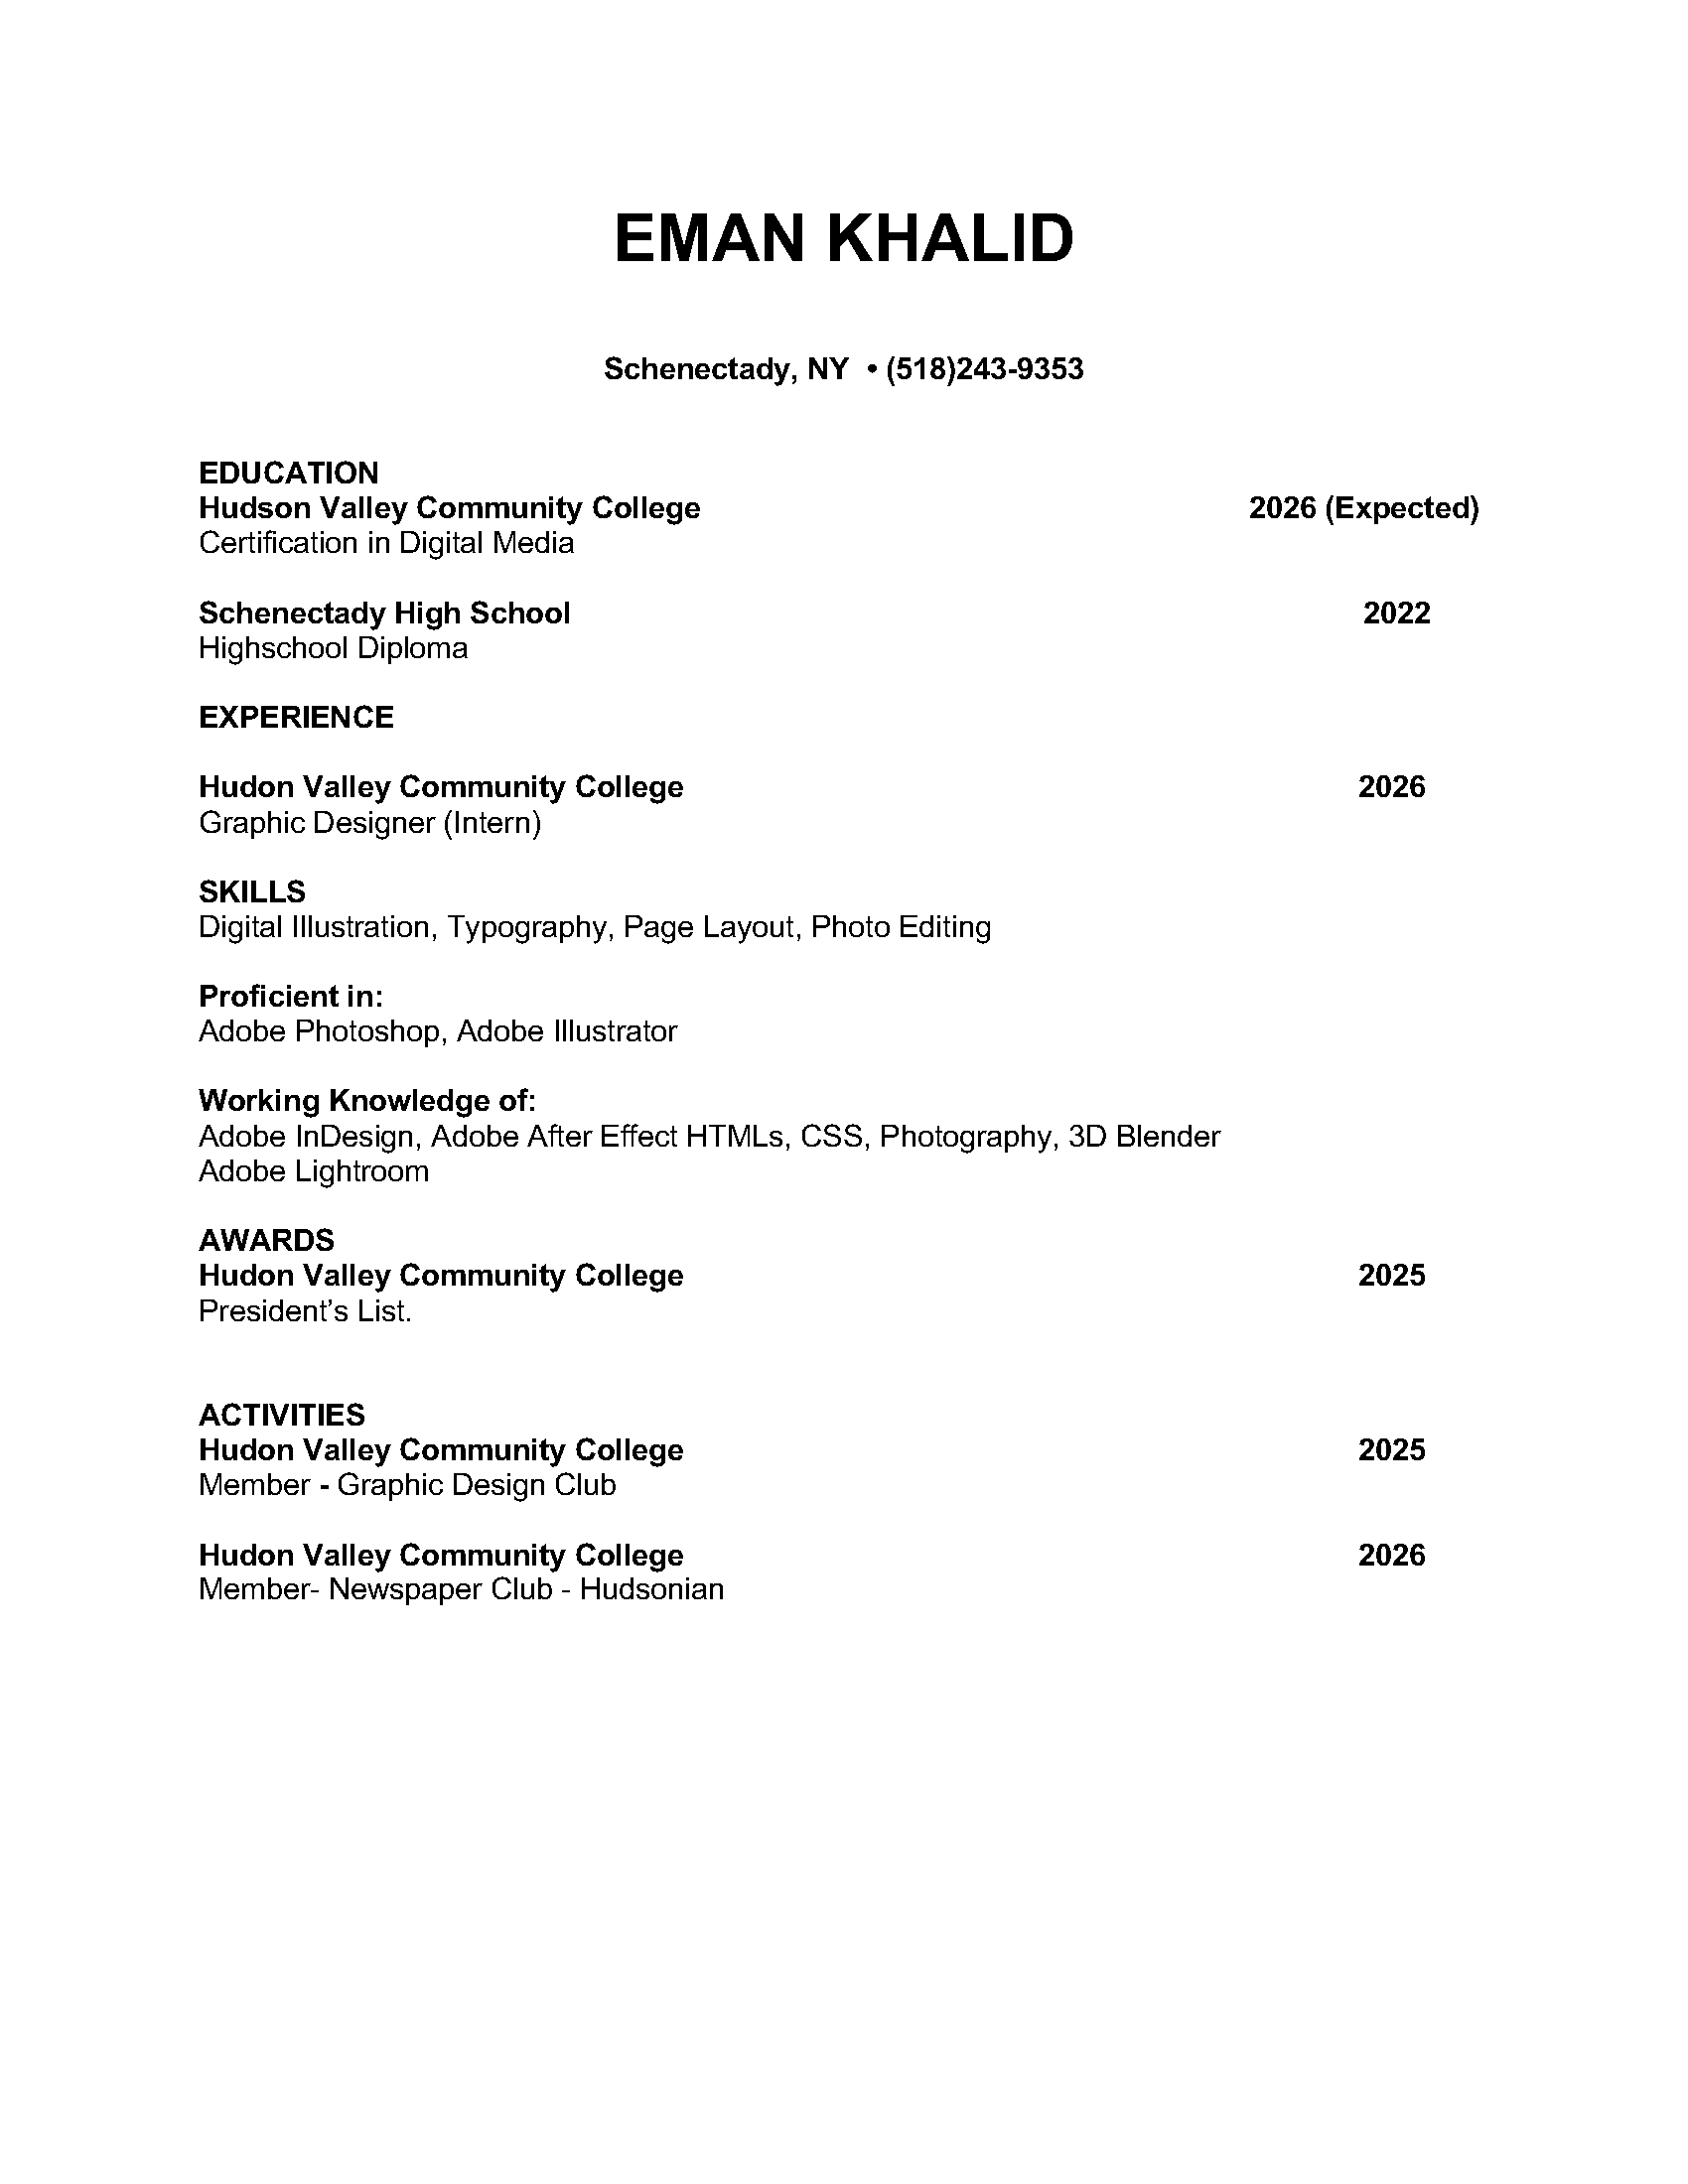 EMAN KHALID
Schenectady, NY • (518)243-9353
EDUCATION
Hudson Valley Community College 2026 (Expected)
Certification in Digital Media
Schenectady High School 2022
Highschool Diploma
EXPERIENCE
Hudon Valley Community College 2026
Graphic Designer (Intern)
SKILLS
Digital Illustration, Typography, Page Layout, Photo Editing
Proficient in:
Adobe Photoshop, Adobe Illustrator
Working Knowledge of:
Adobe InDesign, Adobe After Effect HTMLs, CSS, Photography, 3D Blender
Adobe Lightroom
AWARDS
Hudon Valley Community College 2025
President’s List.
ACTIVITIES
Hudon Valley Community College 2025
Member - Graphic Design Club
Hudon Valley Community College 2026
Member- Newspaper Club - Hudsonian